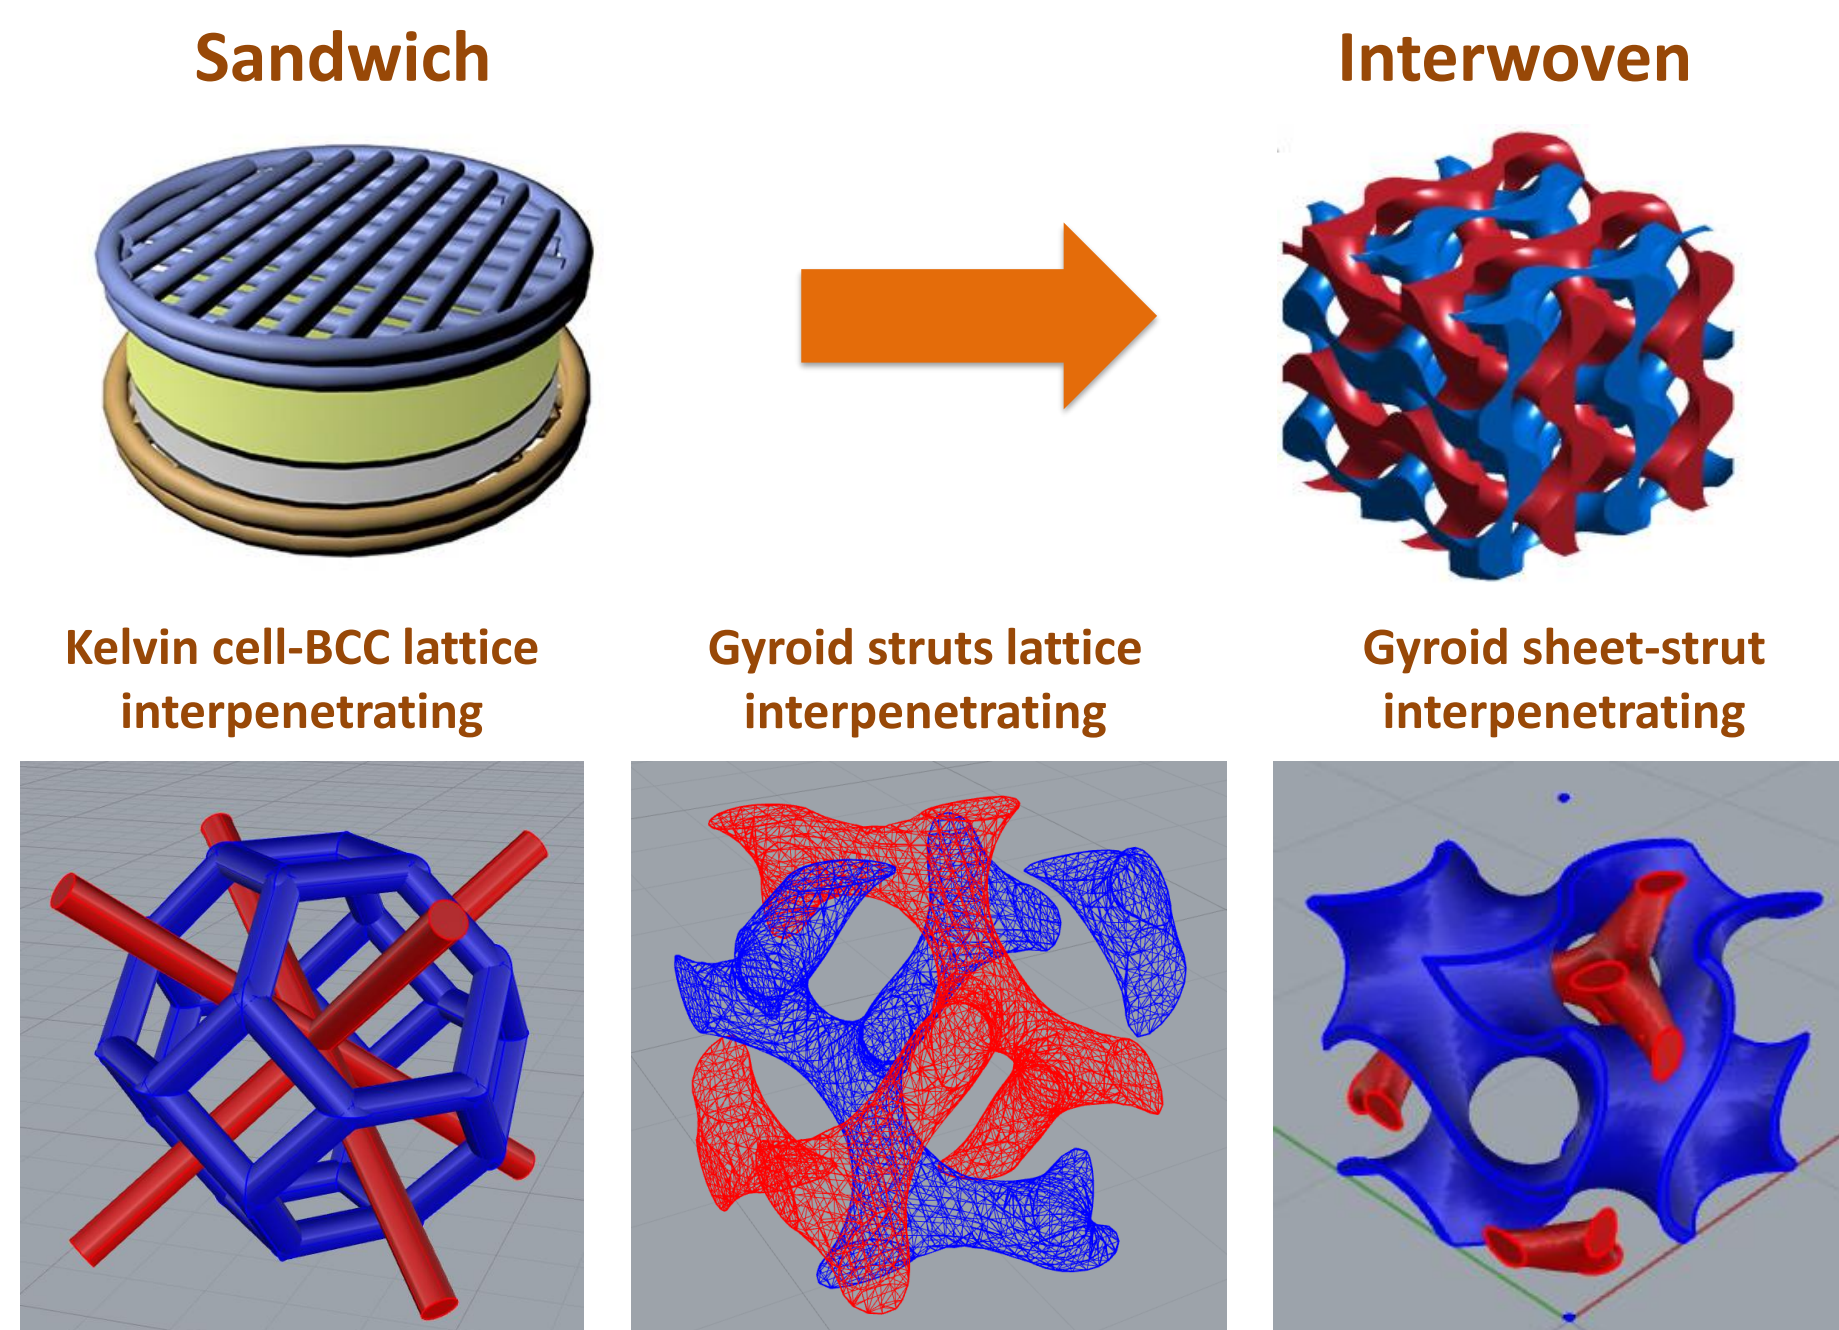 Sandwich
Interwoven
Kelvin cell-BCC lattice
interpenetrating
Gyroid struts lattice
interpenetrating
Gyroid sheet-strut
interpenetrating